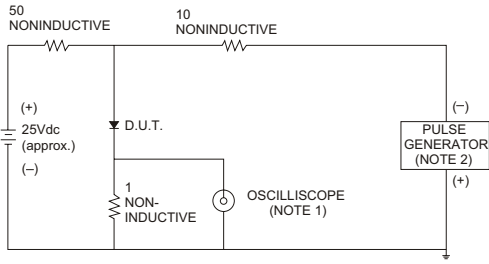 50
NONINDUCTIVE
10
NONINDUCTIVE
(+)
25Vdc
(approx.)
(–)
D.U.T.
1
NON-
INDUCTIVE
OSCILLISCOPE
(NOTE 1)
(–)
PULSE
GENERATOR
(NOTE 2)
(+)